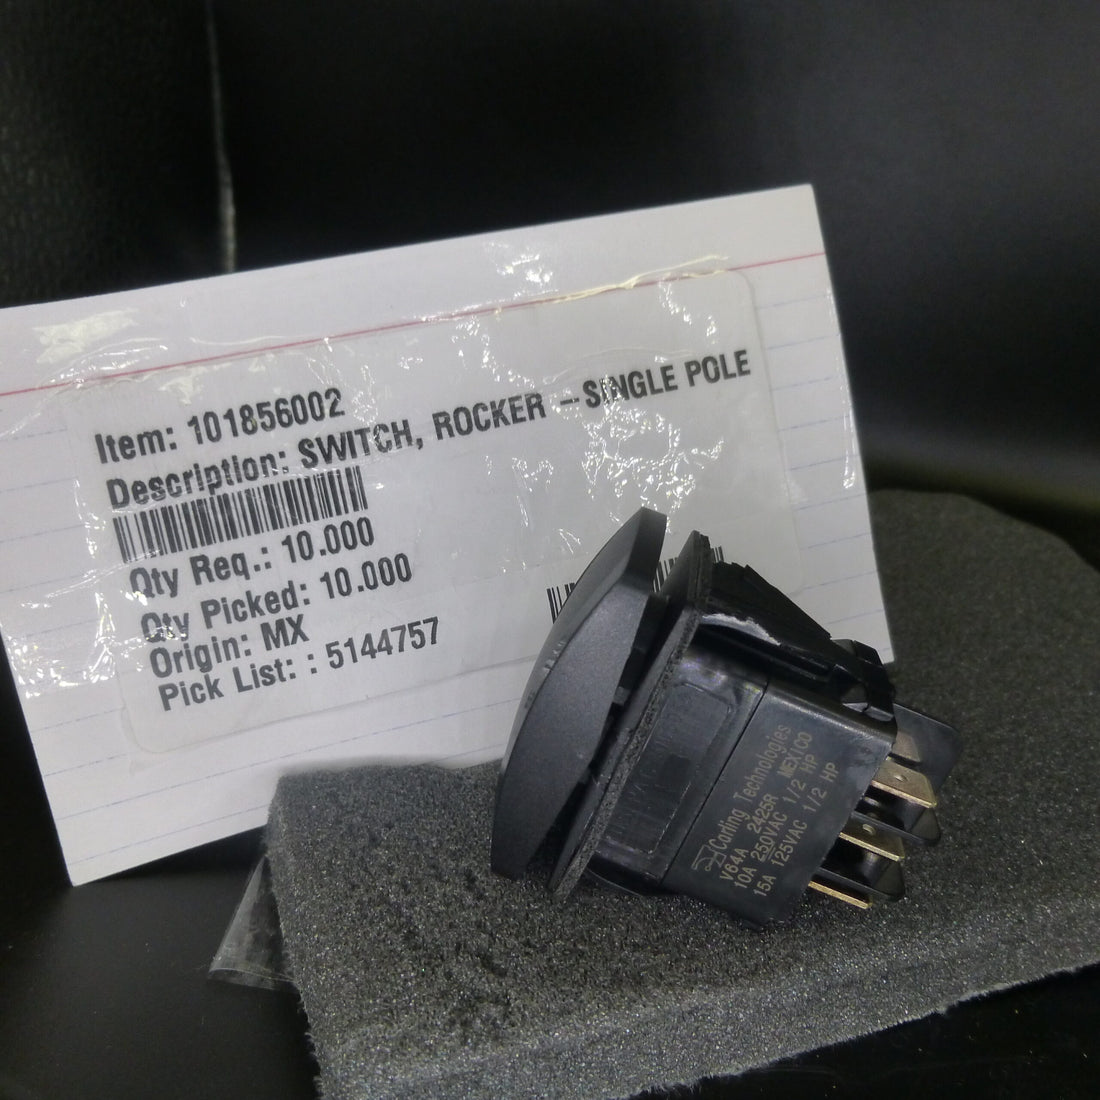 Item: 101856002
Description: SWITCH, ROCKER - SINGLE POLE
Qty Req.: 10.000
Qty Picked: 10.000
Origin: MX
Pick List: : 5144757
Carling Technologies
V64A 2425R MEXICO
10A 250VAC 1/2 HP
15A 125VAC 1/2 HP